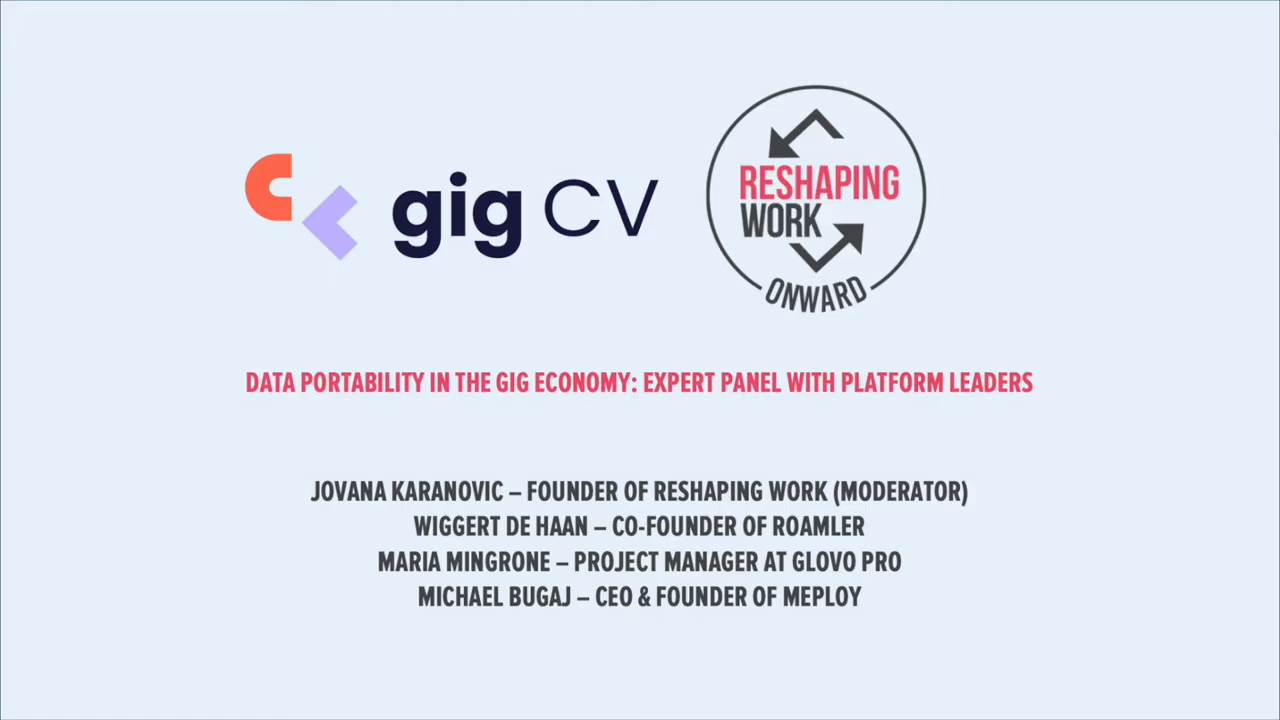 gig CV
RESHAPING
WORK
ONWARD
DATA PORTABILITY IN THE GIG ECONOMY: EXPERT PANEL WITH PLATFORM LEADERS
JOVANA KARANOVIC – FOUNDER OF RESHAPING WORK (MODERATOR)
WIGGERT DE HAAN – CO-FOUNDER OF ROAMLER
MARIA MINGRONE – PROJECT MANAGER AT GLOVO PRO
MICHAEL BUGAJ – CEO & FOUNDER OF MEPLOY